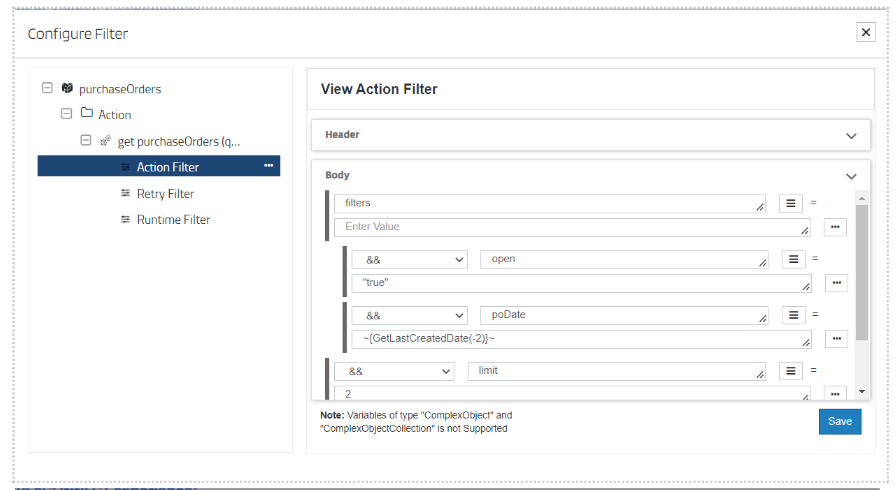 Configure Filter
purchaseOrders
Action
get purchaseOrders (q...
Action Filter
Retry Filter
Runtime Filter
View Action Filter
Header
Body
filters =
Enter Value
&& open =
"true"
&& poDate =
~{GetLastCreatedDate(-2)}~
&& limit =
2
Note: Variables of type "ComplexObject" and
"ComplexObjectCollection" is not Supported
Save